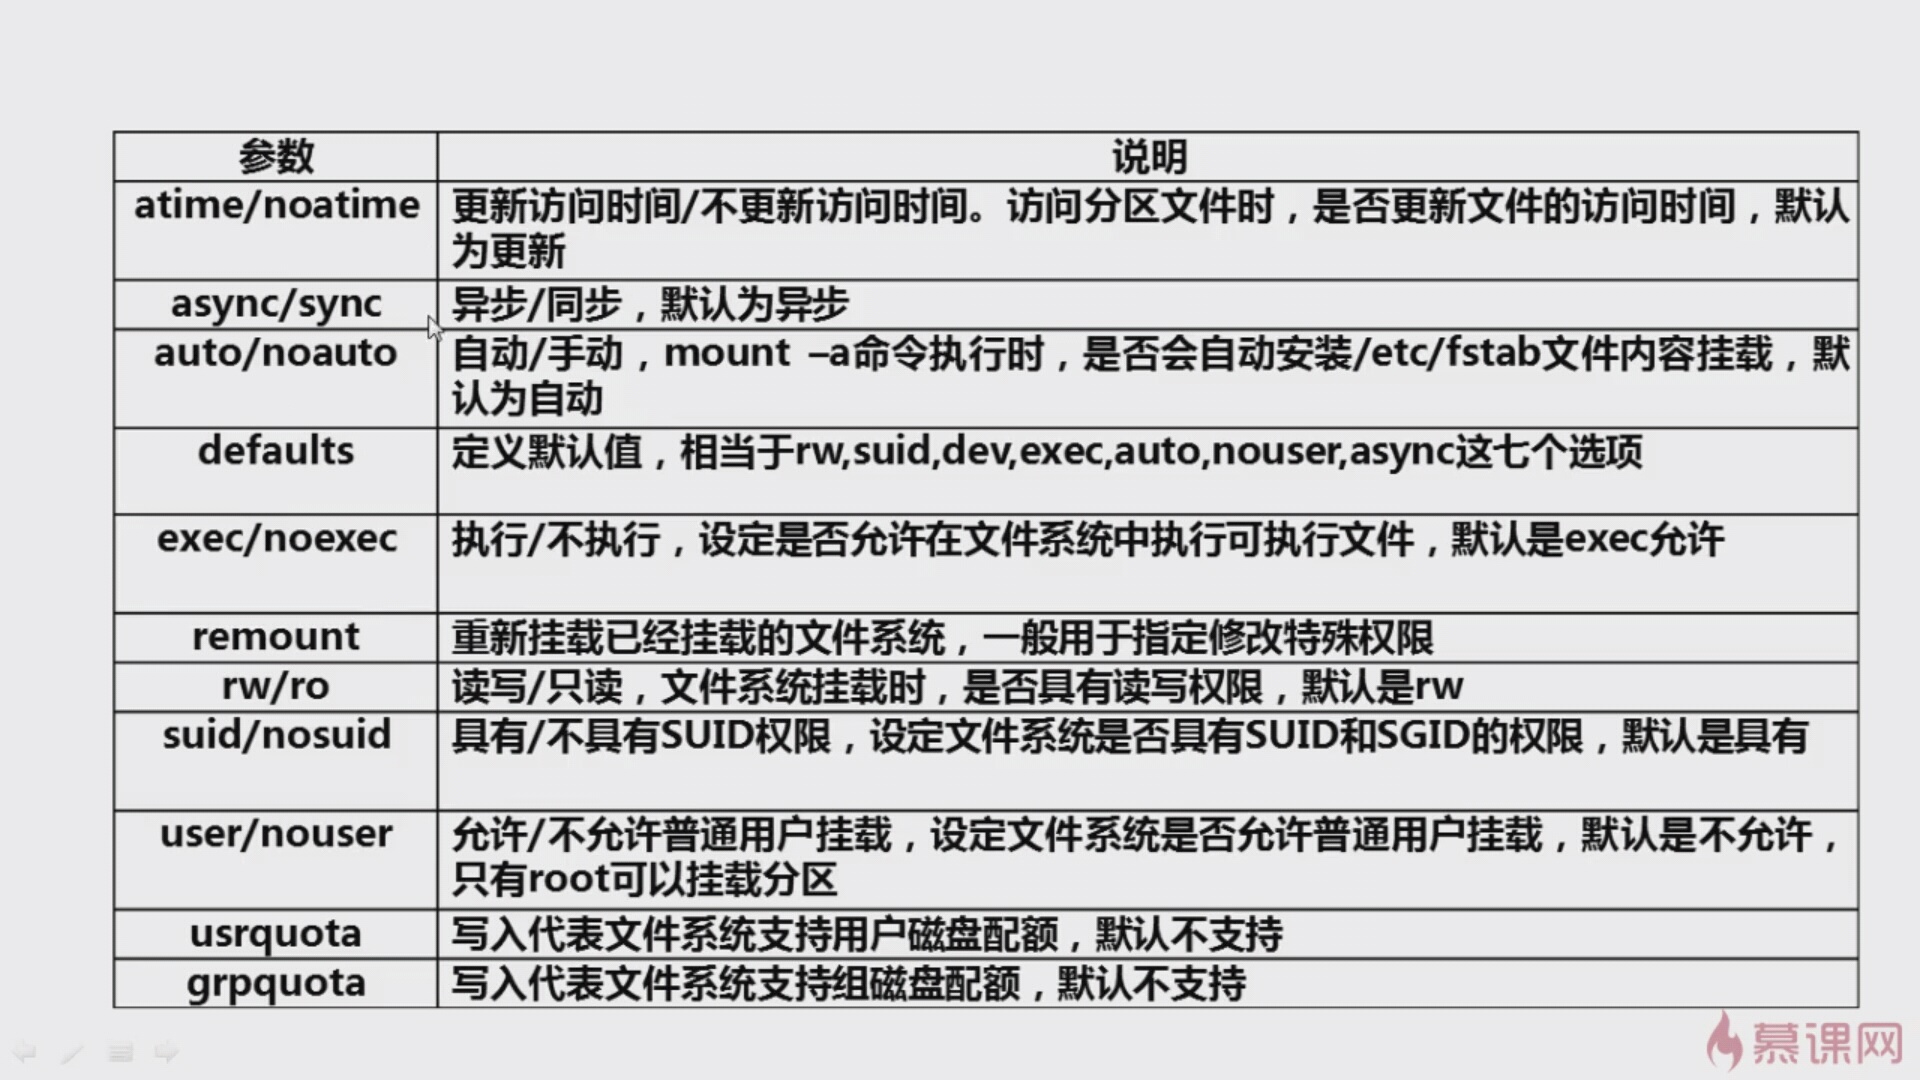 参数
说明
atime/noatime
更新访问时间/不更新访问时间。访问分区文件时，是否更新文件的访问时间，默认
为更新
async/sync
异步/同步，默认为异步
auto/noauto
自动/手动，mount –a命令执行时，是否会自动安装/etc/fstab文件内容挂载，默
认为自动
defaults
定义默认值，相当于rw,suid,dev,exec,auto,nouser,async这七个选项
exec/noexec
执行/不执行，设定是否允许在文件系统中执行可执行文件，默认是exec允许
remount
重新挂载已经挂载的文件系统，一般用于指定修改特殊权限
rw/ro
读写/只读，文件系统挂载时，是否具有读写权限，默认是rw
suid/nosuid
具有/不具有SUID权限，设定文件系统是否具有SUID和SGID的权限，默认是具有
user/nouser
允许/不允许普通用户挂载，设定文件系统是否允许普通用户挂载，默认是不允许，
只有root可以挂载分区
usrquota
写入代表文件系统支持用户磁盘配额，默认不支持
grpquota
写入代表文件系统支持组磁盘配额，默认不支持
慕课网